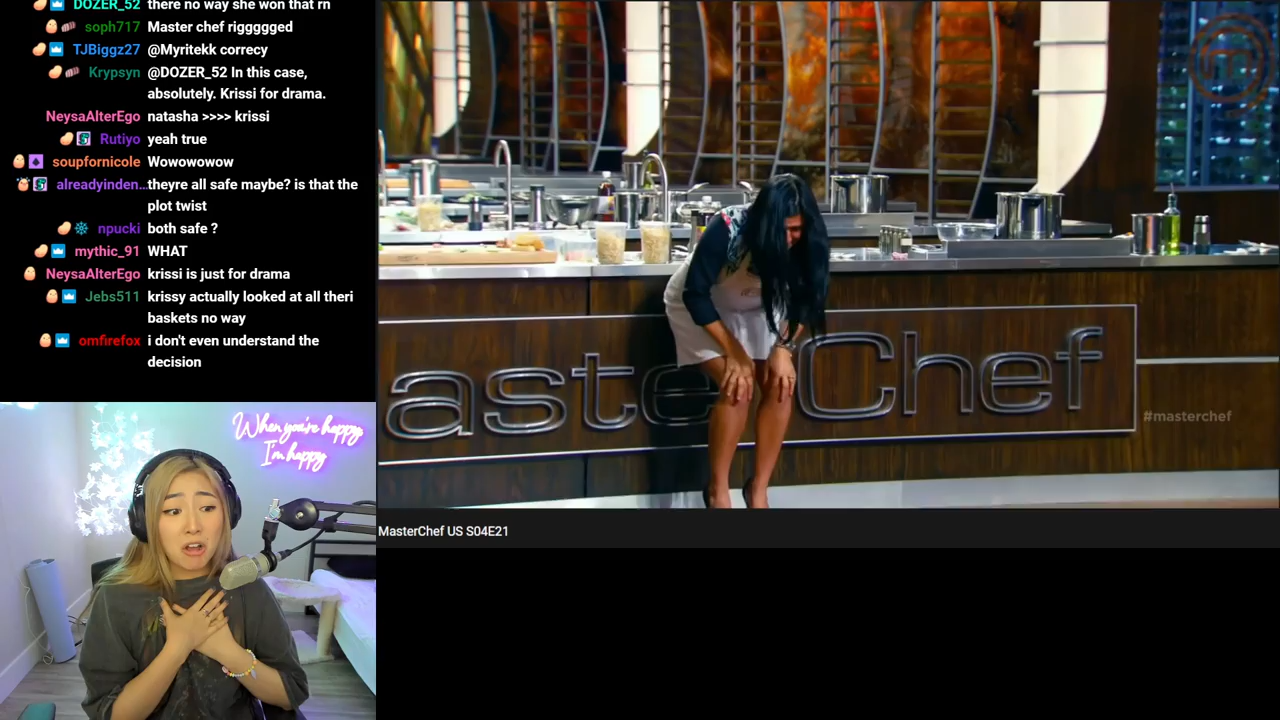 DOZER_52 there no way she won that rn
soph717 Master chef riggggged
TJBiggz27 @Myritekk correcy
Krypsyn @DOZER_52 In this case,
absolutely. Krissi for drama.
NeysaAlterEgo natasha >>>> krissi
Rutiyo yeah true
soupfornicole Wowowowow
alreadyinden... theyre all safe maybe? is that the
plot twist
npucki both safe ?
mythic_91 WHAT
NeysaAlterEgo krissi is just for drama
Jebs511 krissy actually looked at all theri
baskets no way
omfirefox i don't even understand the
decision
When you're happy
I'm happy
asterChef
#masterchef
MasterChef US S04E21